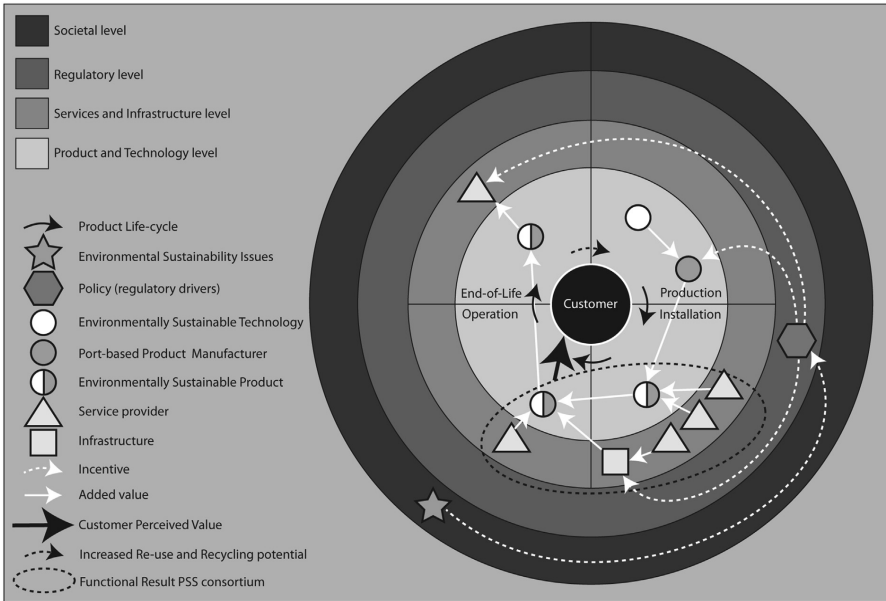 Societal level
Regulatory level
Services and Infrastructure level
Product and Technology level
Product Life-cycle
Environmental Sustainability Issues
Policy (regulatory drivers)
Environmentally Sustainable Technology
Port-based Product Manufacturer
Environmentally Sustainable Product
Service provider
Infrastructure
Incentive
Added value
Customer Perceived Value
Increased Re-use and Recycling potential
Functional Result PSS consortium
End-of-Life
Operation
Customer
Production
Installation